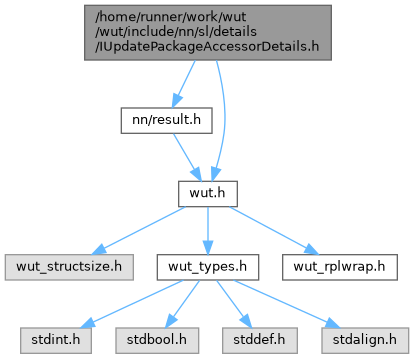 /home/runner/work/wut
/wut/include/nn/sl/details
/IUpdatePackageAccessorDetails.h
nn/result.h
wut.h
wut_structsize.h
wut_types.h
wut_rplwrap.h
stdint.h
stdbool.h
stddef.h
stdalign.h